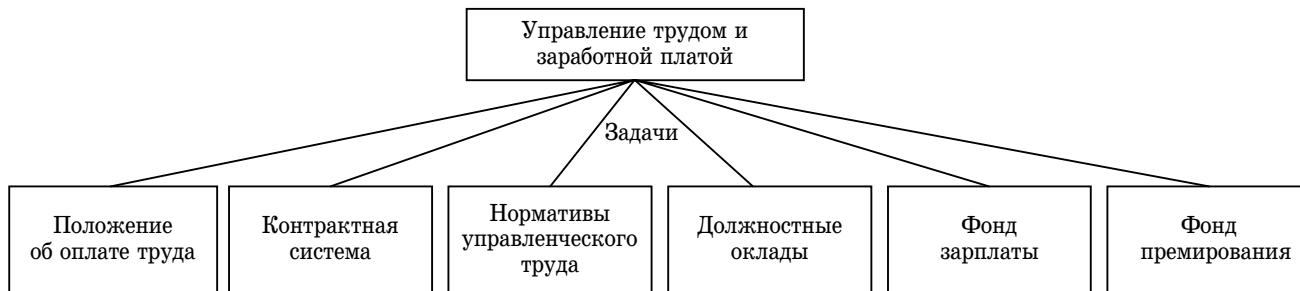 Управление трудом и
заработной платой
Задачи
Положение
об оплате труда
Контрактная
система
Нормативы
управленческого
труда
Должностные
оклады
Фонд
зарплаты
Фонд
премирования